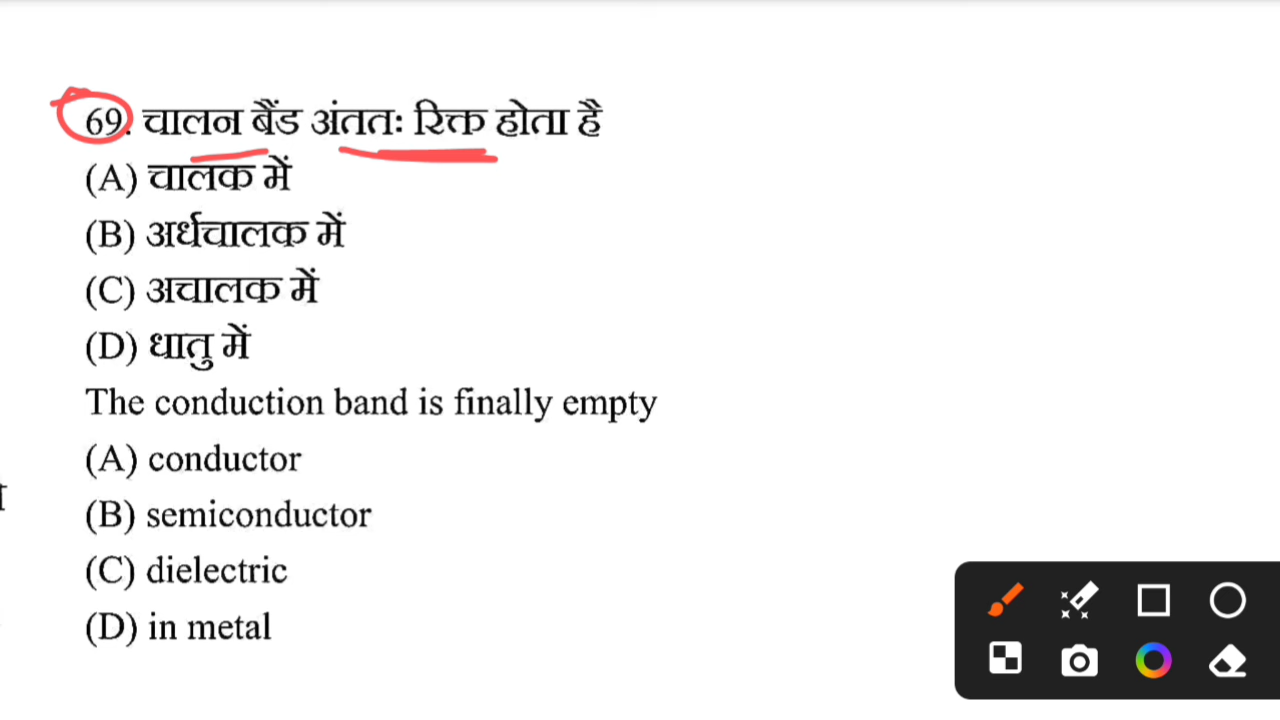 69. चालन बैंड अंततः रिक्त होता है
(A) चालक में
(B) अर्धचालक में
(C) अचालक में
(D) धातु में
The conduction band is finally empty
(A) conductor
(B) semiconductor
(C) dielectric
(D) in metal